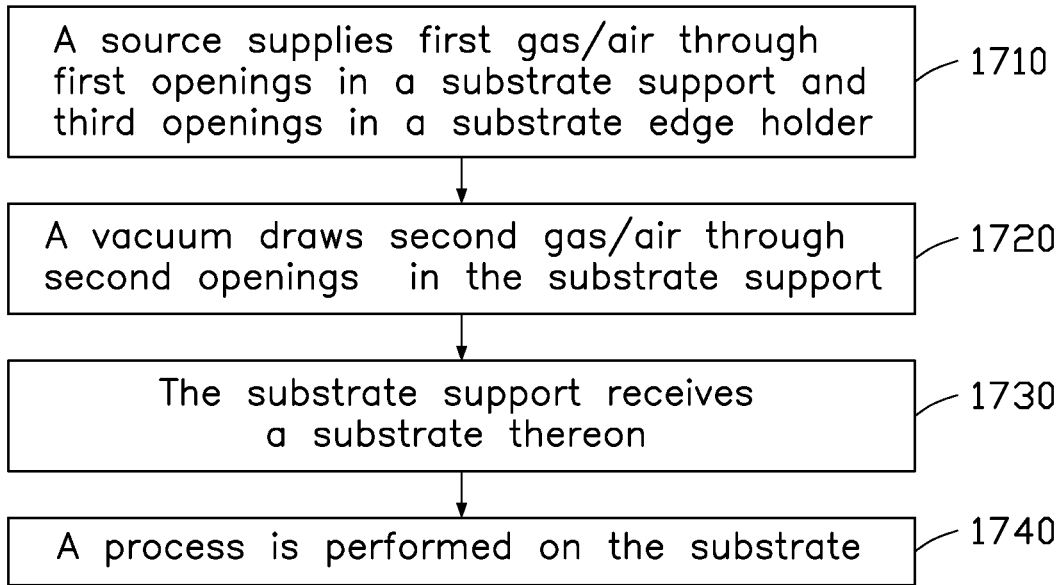 A source supplies first gas/air through
first openings in a substrate support and
third openings in a substrate edge holder
1710
A vacuum draws second gas/air through
second openings in the substrate support
1720
The substrate support receives
a substrate thereon
1730
A process is performed on the substrate
1740